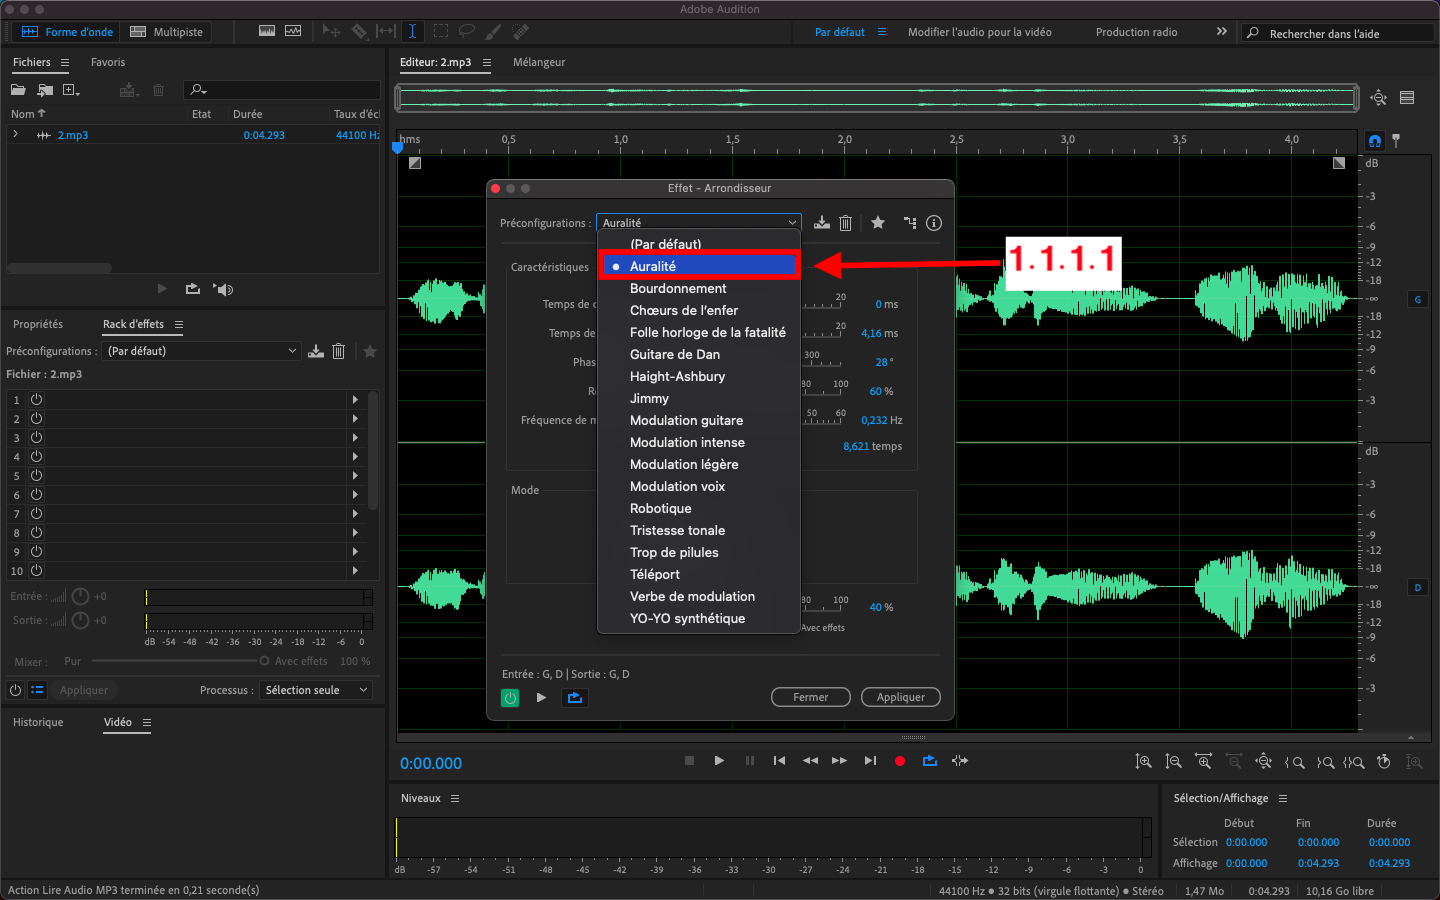 Adobe Audition
Forme d'onde
Multipiste
Par défaut
Modifier l'audio pour la vidéo
Production radio
Rechercher dans l'aide
Fichiers
Favoris
Nom
Etat
Durée
Taux d'écl
2.mp3
0:04.293
44100 Hz
Propriétés
Rack d'effets
Préconfigurations :
(Par défaut)
Fichier : 2.mp3
1
2
3
4
5
6
7
8
9
10
Entrée :
+0
Sortie :
+0
dB -54 -48 -42 -36 -30 -24 -18 -12 -6 0
Mixer : Pur Avec effets 100 %
Appliquer
Processus : Sélection seule
Historique
Vidéo
Editeur: 2.mp3
Mélangeur
hms 0,5 1,0 1,5 2,0 2,5 3,0 3,5 4,0
dB
-3
-6
-9
-12
-18
-∞
-18
-12
-9
-6
-3
G
dB
-3
-6
-9
-12
-18
-∞
-18
-12
-9
-6
-3
D
Effet - Arrondisseur
Préconfigurations : Auralité
(Par défaut)
Auralité
Bourdonnement
Chœurs de l'enfer
Folle horloge de la fatalité
Guitare de Dan
Haight-Ashbury
Jimmy
Modulation guitare
Modulation intense
Modulation légère
Modulation voix
Robotique
Tristesse tonale
Trop de pilules
Téléport
Verbe de modulation
YO-YO synthétique
Caractéristiques
Temps de
20
0 ms
Temps de
20
4,16 ms
Phas
300
28 °
80 100
60 %
Fréquence de m
50 60
0,232 Hz
8,621 temps
Mode
80 100
40 %
Avec effets
Entrée : G, D | Sortie : G, D
Fermer
Appliquer
1.1.1.1
0:00.000
Niveaux
dB -57 -54 -51 -48 -45 -42 -39 -36 -33 -30 -27 -24 -21 -18 -15 -12 -9 -6 -3 0
Sélection/Affichage
Début Fin Durée
Sélection 0:00.000 0:00.000 0:00.000
Affichage 0:00.000 0:04.293 0:04.293
Action Lire Audio MP3 terminée en 0,21 seconde(s)
44100 Hz ● 32 bits (virgule flottante) ● Stéréo
1,47 Mo
0:04.293
10,16 Go libre